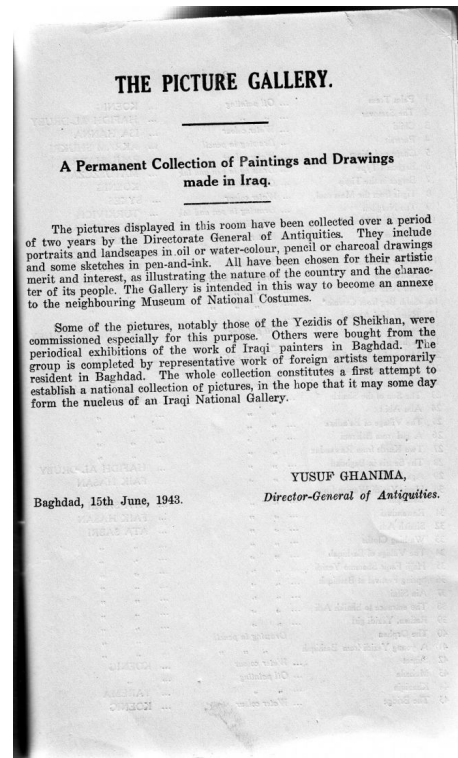 THE PICTURE GALLERY.
A Permanent Collection of Paintings and Drawings
made in Iraq.
The pictures displayed in this room have been collected over a period
of two years by the Directorate General of Antiquities. They include
portraits and landscapes in oil or water-colour, pencil or charcoal drawings
and some sketches in pen-and-ink. All have been chosen for their artistic
merit and interest, as illustrating the nature of the country and the charac-
ter of its people. The Gallery is intended in this way to become an annexe
to the neighbouring Museum of National Costumes.
Some of the pictures, notably those of the Yezidis of Sheikhan, were
commissioned especially for this purpose. Others were bought from the
periodical exhibitions of the work of Iraqi painters in Baghdad. The
group is completed by representative work of foreign artists temporarily
resident in Baghdad. The whole collection constitutes a first attempt to
establish a national collection of pictures, in the hope that it may some day
form the nucleus of an Iraqi National Gallery.
YUSUF GHANIMA,
Baghdad, 15th June, 1943. Director-General of Antiquities.